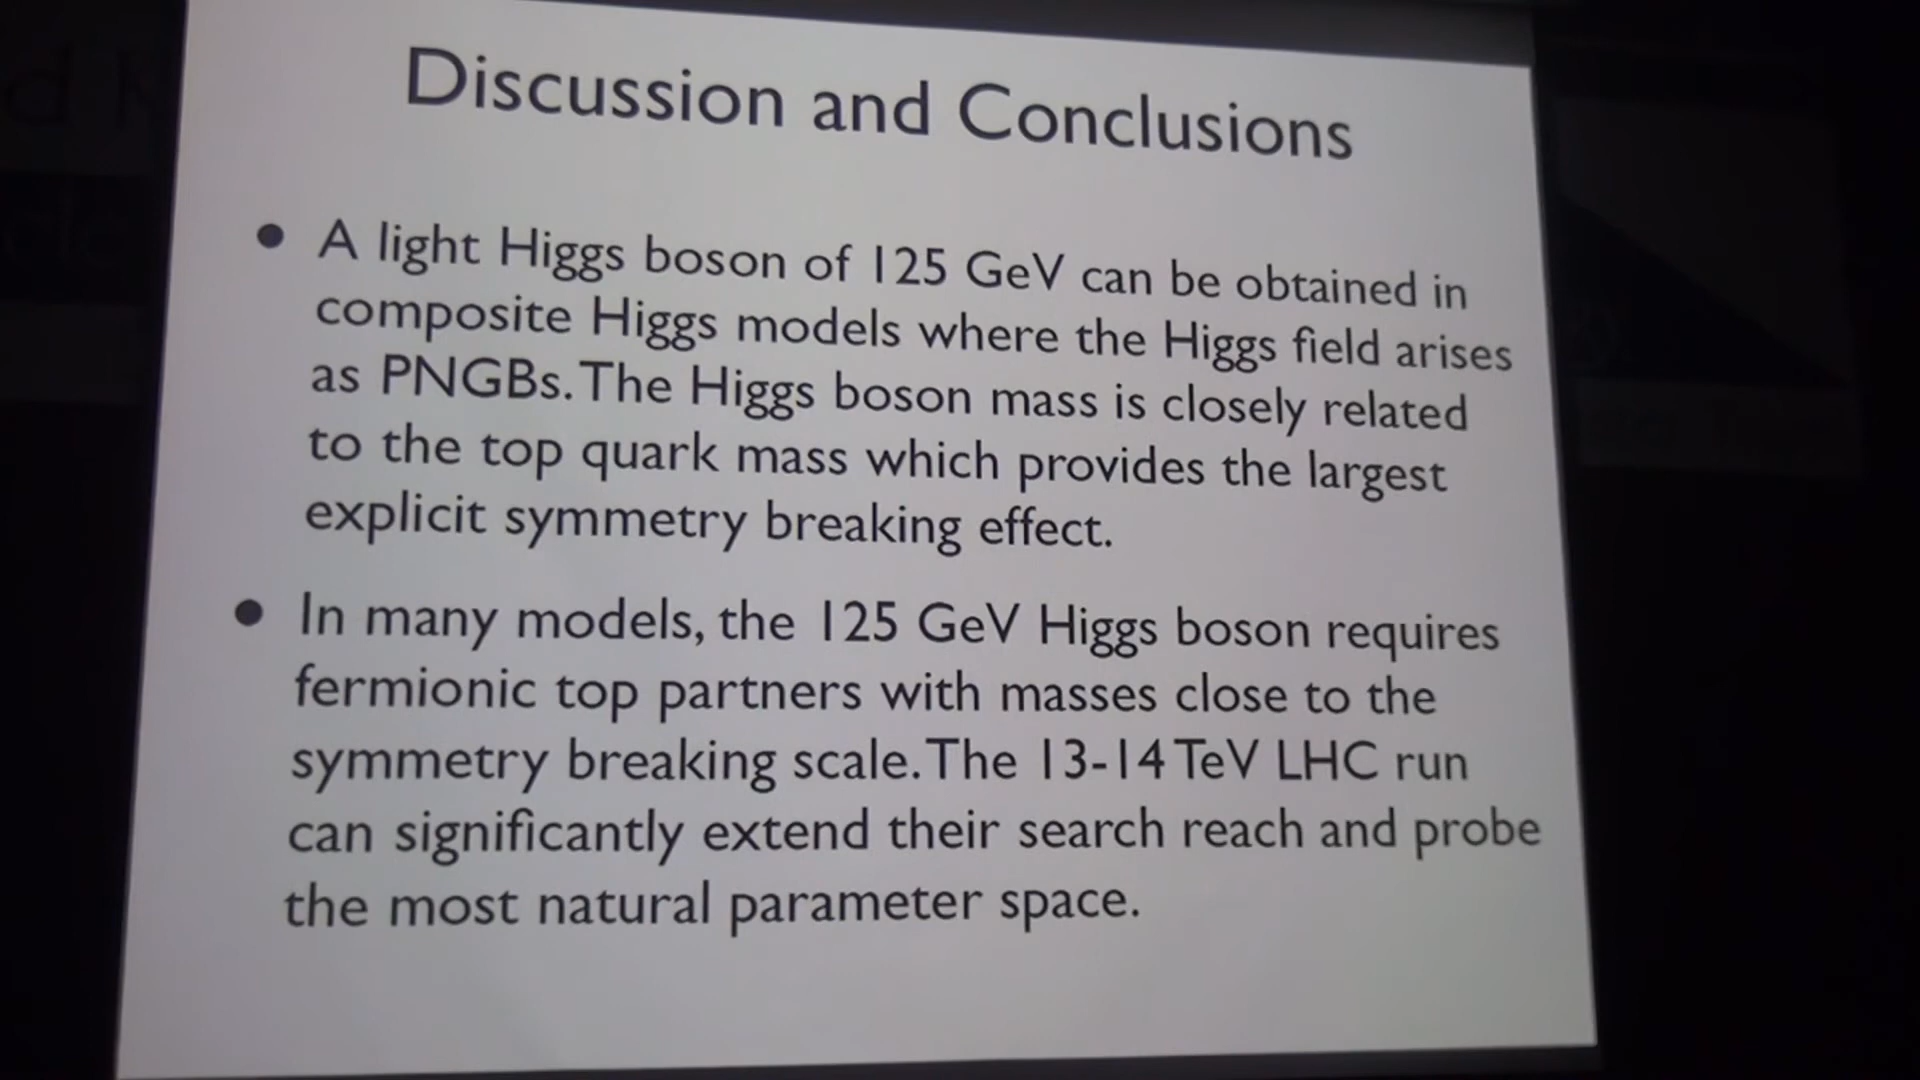 Discussion and Conclusions
• A light Higgs boson of 125 GeV can be obtained in
composite Higgs models where the Higgs field arises
as PNGBs. The Higgs boson mass is closely related
to the top quark mass which provides the largest
explicit symmetry breaking effect.
• In many models, the 125 GeV Higgs boson requires
fermionic top partners with masses close to the
symmetry breaking scale. The 13-14 TeV LHC run
can significantly extend their search reach and probe
the most natural parameter space.